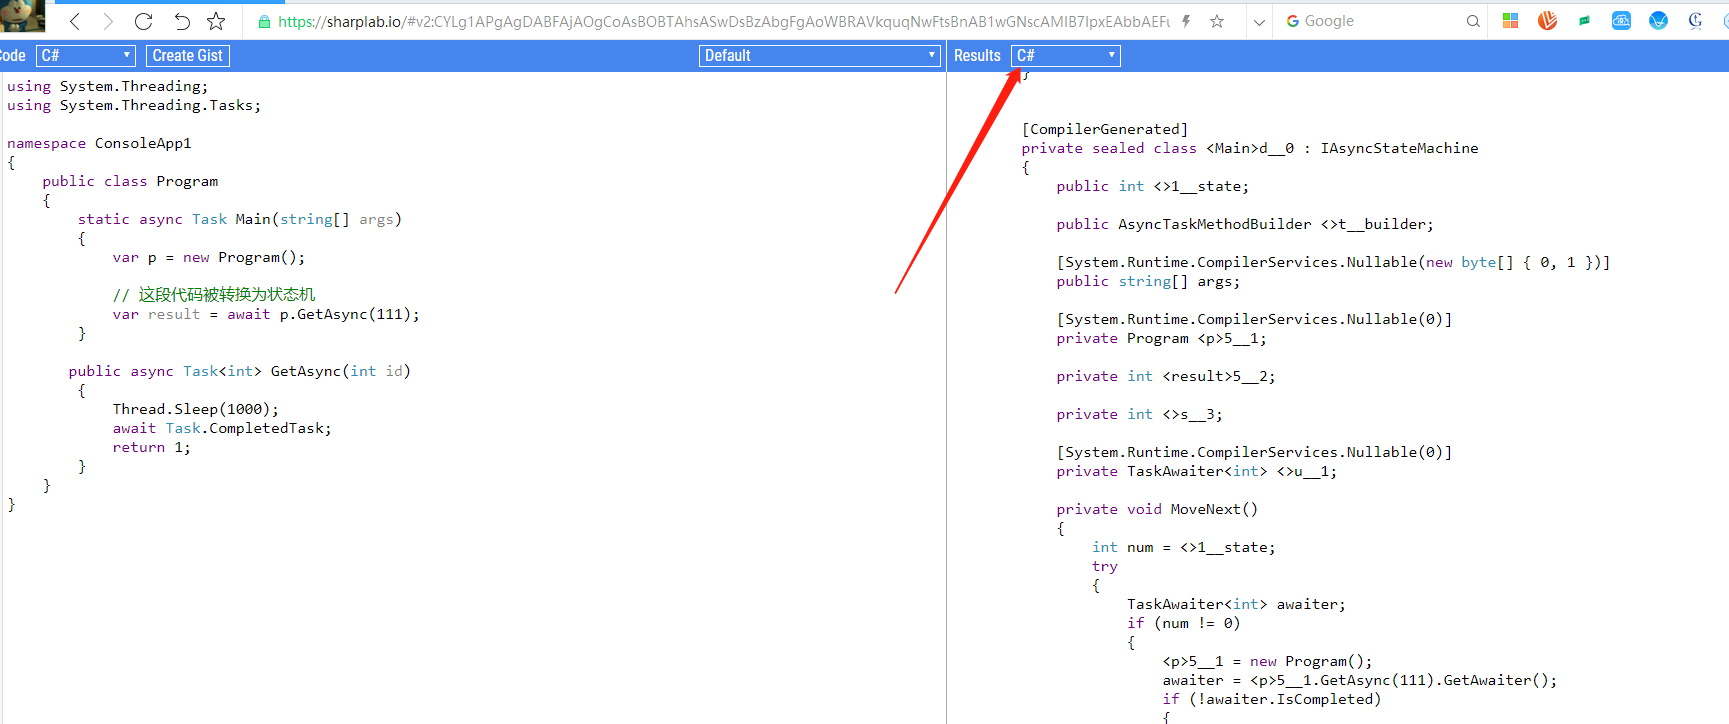 https://sharplab.io/#v2:CYLg1APgAgDABFAjAOgCoAsBOBTAhsASwDsBzAbgFgAoWBRAVkquqNwFtsBnAB1wGNscAMIB7IpxEAbbAEFu
Google
Code C# Create Gist Default Results C#
using System.Threading;
using System.Threading.Tasks;
namespace ConsoleApp1
{
public class Program
{
static async Task Main(string[] args)
{
var p = new Program();
// 这段代码被转换为状态机
var result = await p.GetAsync(111);
}
public async Task<int> GetAsync(int id)
{
Thread.Sleep(1000);
await Task.CompletedTask;
return 1;
}
}
}
}
[CompilerGenerated]
private sealed class <Main>d__0 : IAsyncStateMachine
{
public int <>1__state;
public AsyncTaskMethodBuilder <>t__builder;
[System.Runtime.CompilerServices.Nullable(new byte[] { 0, 1 })]
public string[] args;
[System.Runtime.CompilerServices.Nullable(0)]
private Program <p>5__1;
private int <result>5__2;
private int <>s__3;
[System.Runtime.CompilerServices.Nullable(0)]
private TaskAwaiter<int> <>u__1;
private void MoveNext()
{
int num = <>1__state;
try
{
TaskAwaiter<int> awaiter;
if (num != 0)
{
<p>5__1 = new Program();
awaiter = <p>5__1.GetAsync(111).GetAwaiter();
if (!awaiter.IsCompleted)
{